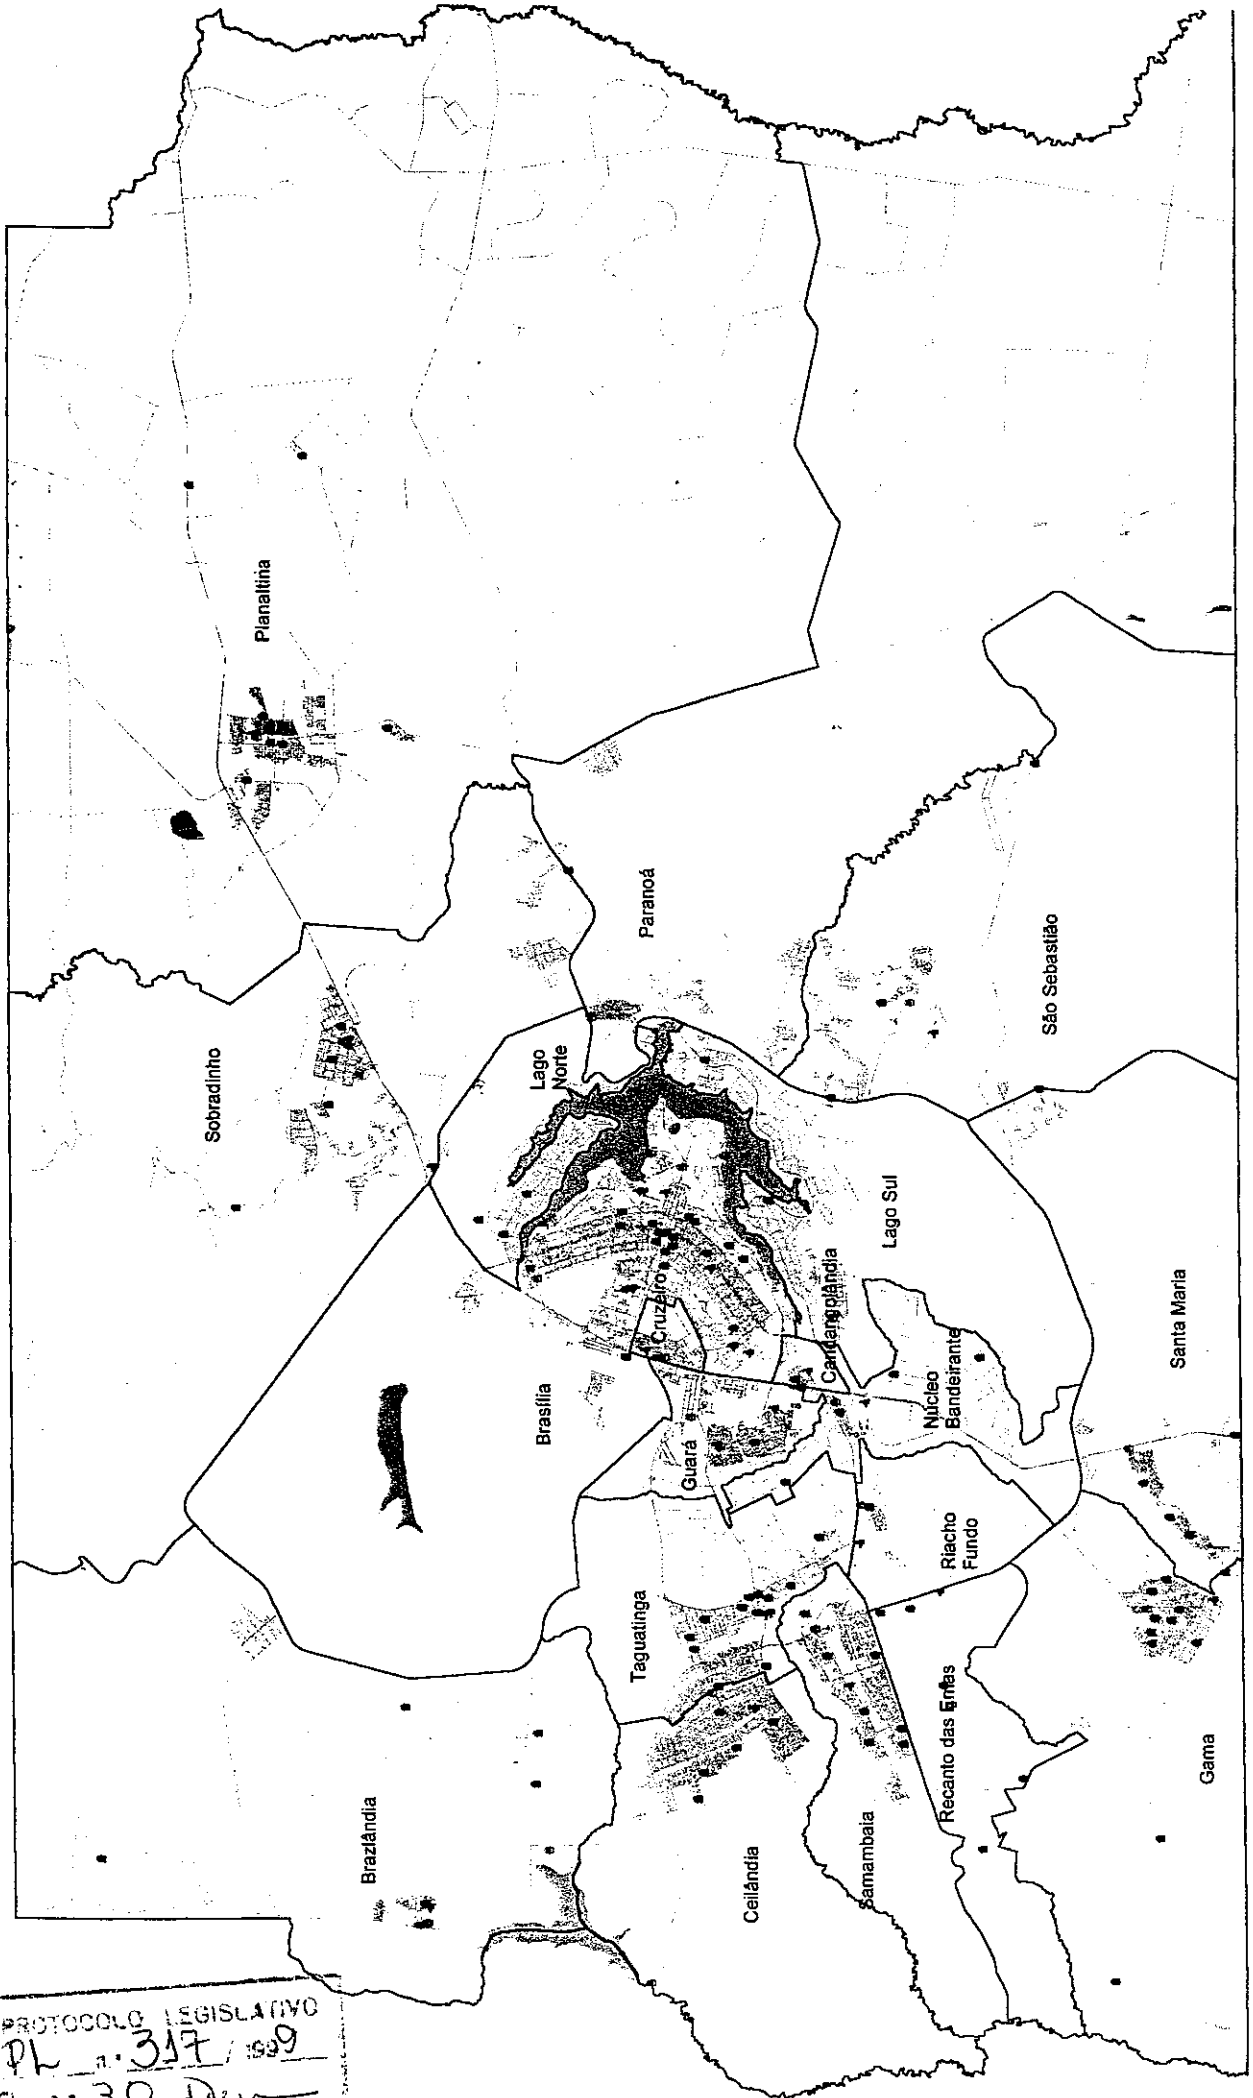 Planaltina
Sobradinho
Paranoá
Lago
Norte
São Sebastião
Lago Sul
Cruzeiro
Candangolândia
Santa Maria
Brasília
Núcleo
Bandeirante
Guará
Riacho
Fundo
Taguatinga
Recanto das Emas
Gama
Brazlândia
Samambaia
Ceilândia
PROTOCOLO LEGISLATIVO
PL n.º 317 / 1999
30